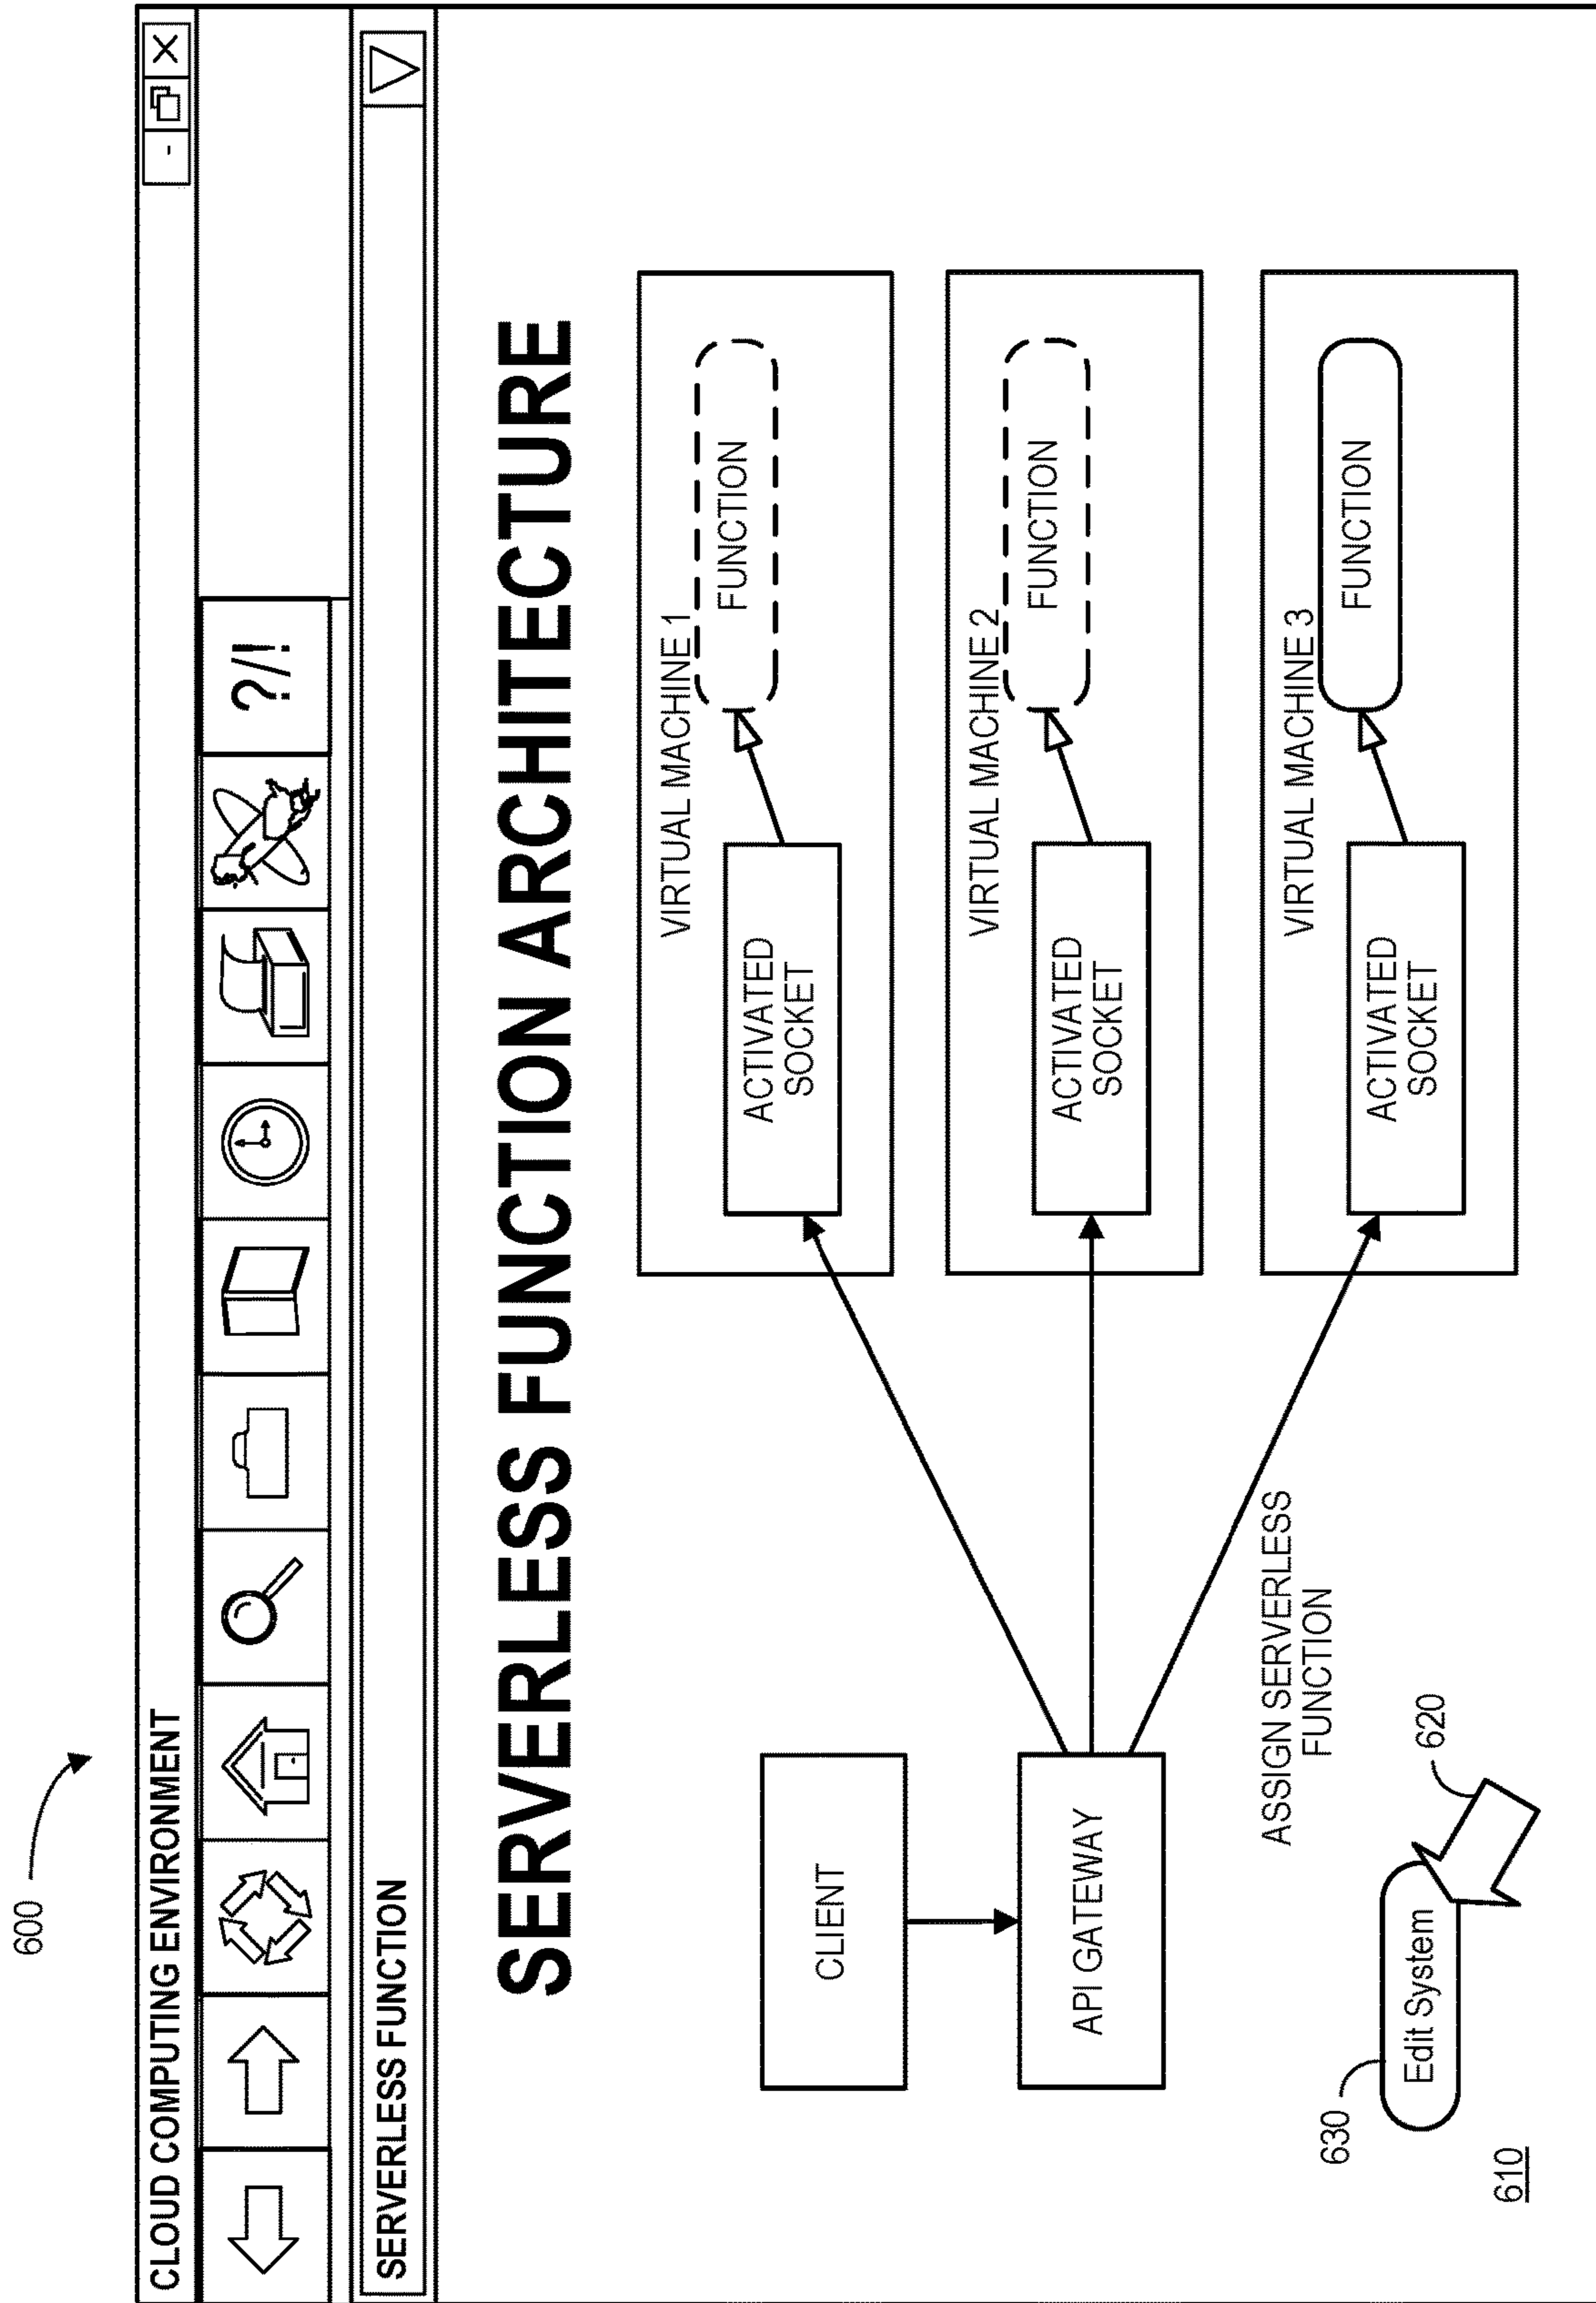 600
CLOUD COMPUTING ENVIRONMENT
- X
?/!
SERVERLESS FUNCTION
SERVERLESS FUNCTION ARCHITECTURE
VIRTUAL MACHINE 1
FUNCTION
ACTIVATED
SOCKET
CLIENT
VIRTUAL MACHINE 2
FUNCTION
ACTIVATED
SOCKET
API GATEWAY
ASSIGN SERVERLESS
FUNCTION
VIRTUAL MACHINE 3
FUNCTION
ACTIVATED
SOCKET
630
Edit System
620
610